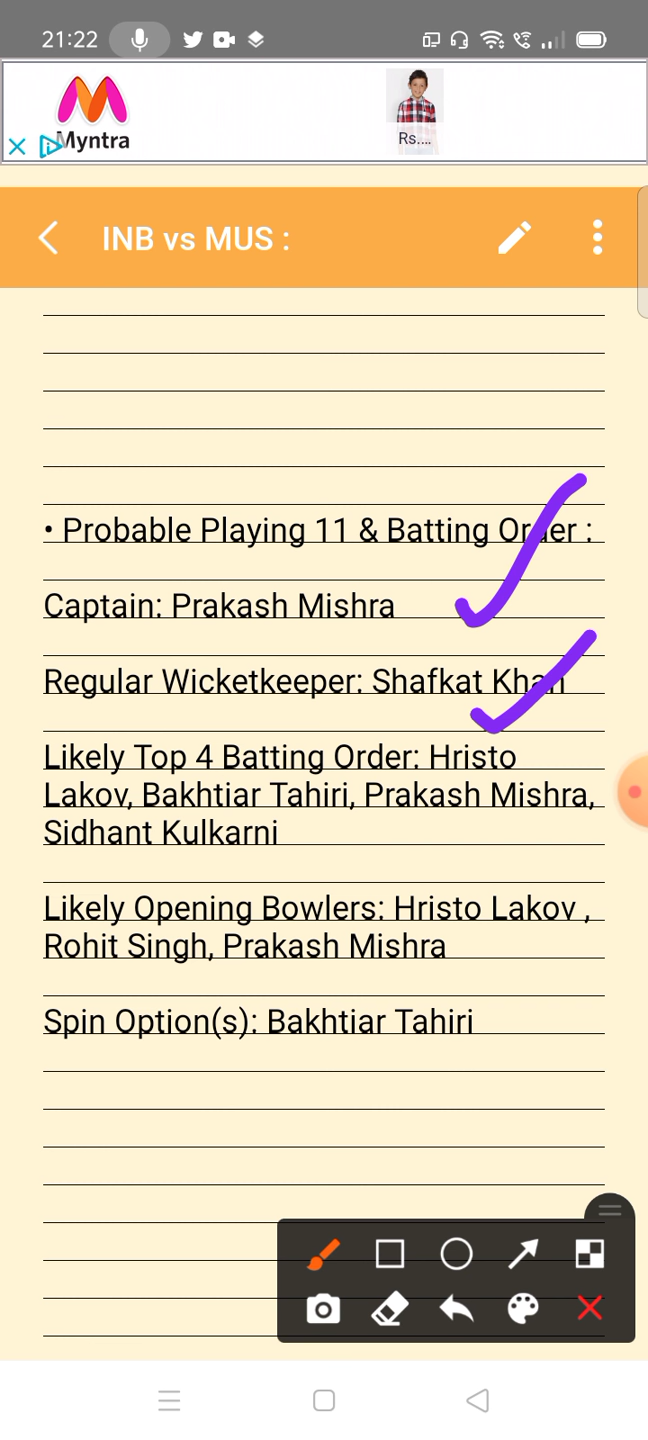 21:22
Myntra
Rs....
INB vs MUS :
• Probable Playing 11 & Batting Order :
Captain: Prakash Mishra
Regular Wicketkeeper: Shafkat Khan
Likely Top 4 Batting Order: Hristo
Lakov, Bakhtiar Tahiri, Prakash Mishra,
Sidhant Kulkarni
Likely Opening Bowlers: Hristo Lakov ,
Rohit Singh, Prakash Mishra
Spin Option(s): Bakhtiar Tahiri